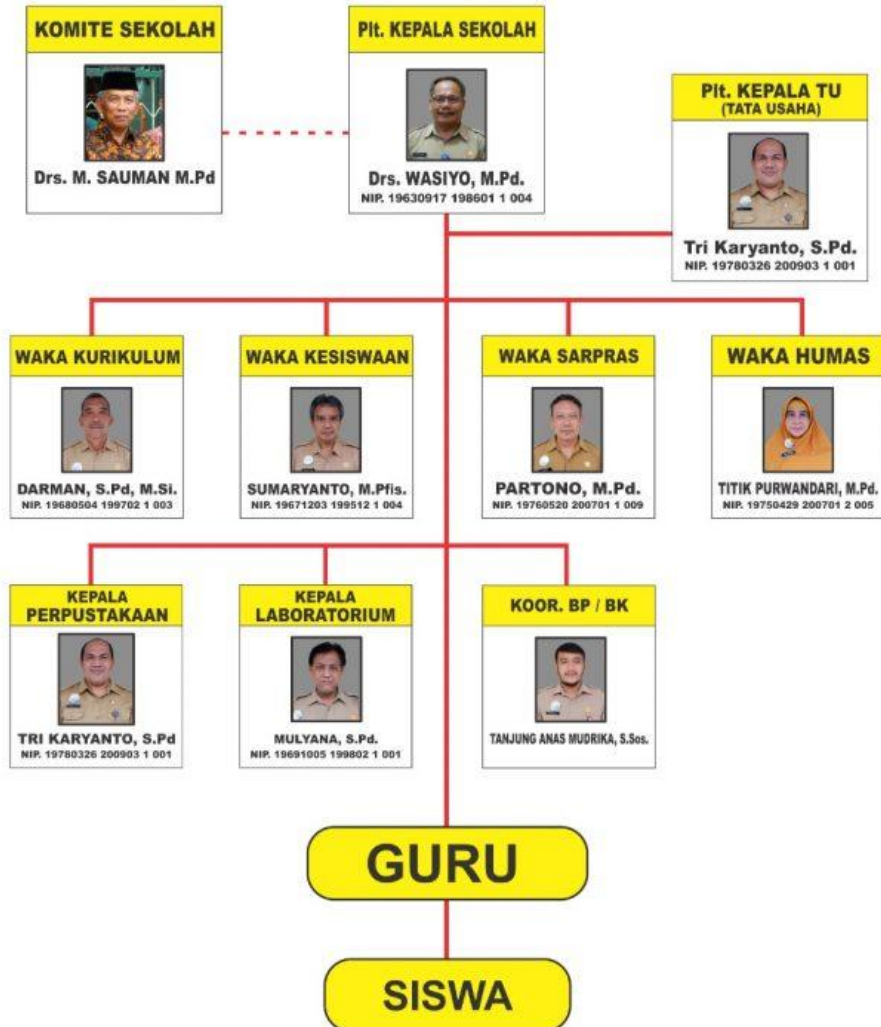 KOMITE SEKOLAH
Drs. M. SAUMAN M.Pd
Plt. KEPALA SEKOLAH
Drs. WASIYO, M.Pd.
NIP. 19630917 198601 1 004
Plt. KEPALA TU
(TATA USAHA)
Tri Karyanto, S.Pd.
NIP. 19780326 200903 1 001
WAKA KURIKULUM
DARMAN, S.Pd, M.Si.
NIP. 19680504 199702 1 003
WAKA KESISWAAN
SUMARYANTO, M.Pfis.
NIP. 19671203 199512 1 004
WAKA SARPRAS
PARTONO, M.Pd.
NIP. 19760520 200701 1 009
WAKA HUMAS
TITIK PURWANDARI, M.Pd.
NIP. 19750429 200701 2 005
KEPALA
PERPUSTAKAAN
TRI KARYANTO, S.Pd
NIP. 19780326 200903 1 001
KEPALA
LABORATORIUM
MULYANA, S.Pd.
NIP. 19691005 199802 1 001
KOOR. BP / BK
TANJUNG ANAS MUDRIKA, S.Sos.
GURU
SISWA